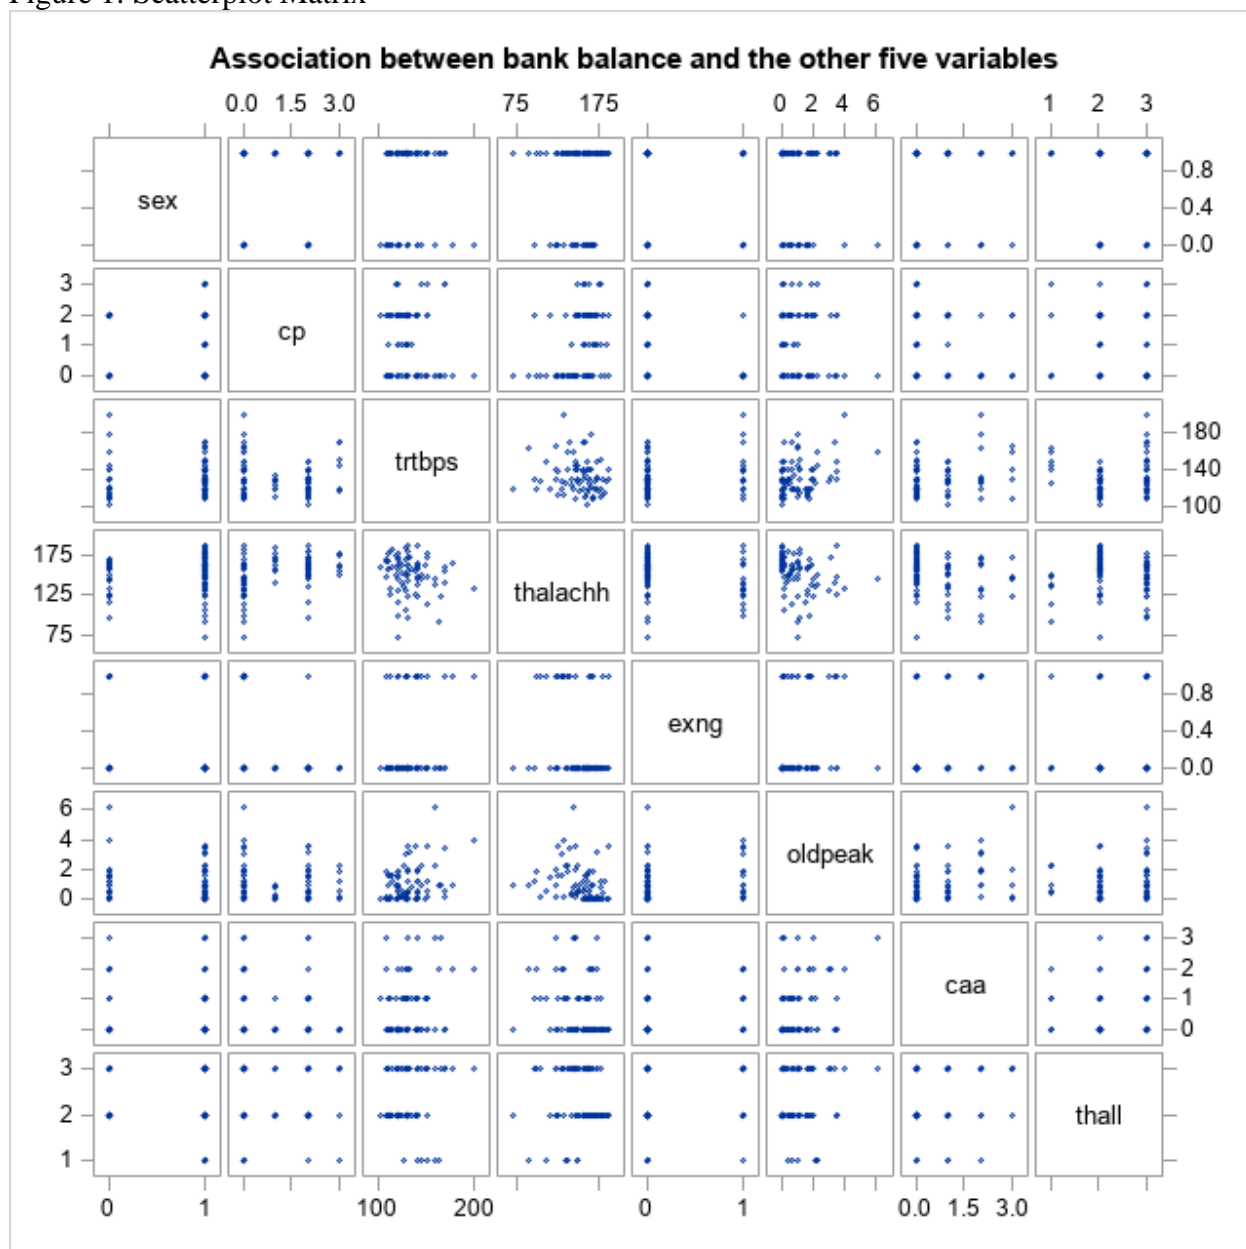 Figure 1. Scatterplot Matrix
Association between bank balance and the other five variables
0.0 1.5 3.0 75 175 0 2 4 6 1 2 3
sex 0.8 0.4 0.0
3 2 1 0 cp
trtbps 180 140 100
175 125 75 thalachh
exng 0.8 0.4 0.0
6 4 2 0 oldpeak
caa 3 2 1 0
3 2 1 thall
0 1 100 200 0 1 0.0 1.5 3.0